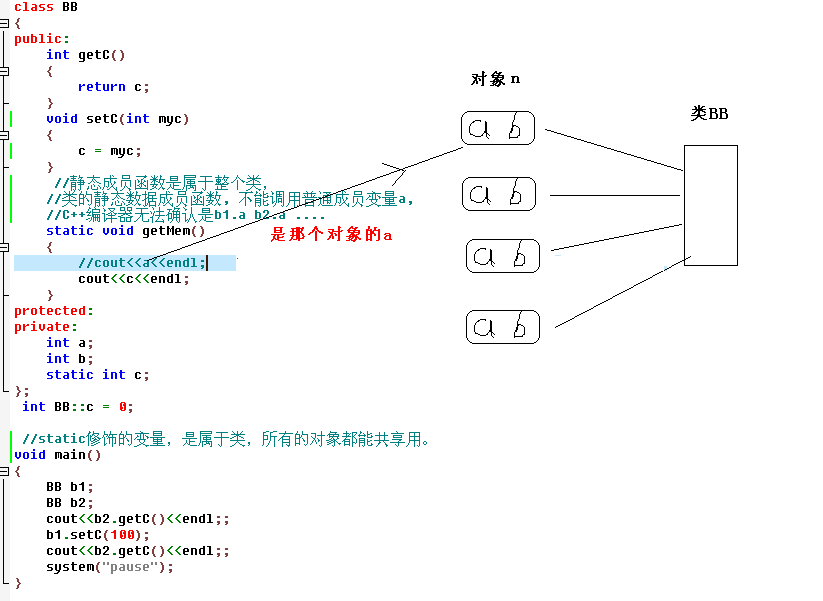 class BB
{
public:
int getC()
{
return c;
}
void setC(int myc)
{
c = myc;
}
//静态成员函数是属于整个类，
//类的静态数据成员函数，不能调用普通成员变量a，
//C++编译器无法确认是b1.a b2.a ....
static void getMem()
{
//cout<<a<<endl;
cout<<c<<endl;
}
protected:
private:
int a;
int b;
static int c;
};
int BB::c = 0;
//static修饰的变量，是属于类，所有的对象都能共享用。
void main()
{
BB b1;
BB b2;
cout<<b2.getC()<<endl;;
b1.setC(100);
cout<<b2.getC()<<endl;;
system("pause");
}
是那个对象的a
对象n
a b
a b
a b
a b
类BB